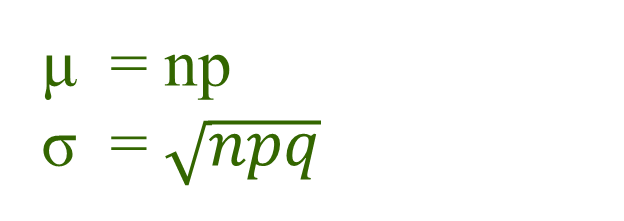 μ = np
σ = √npq